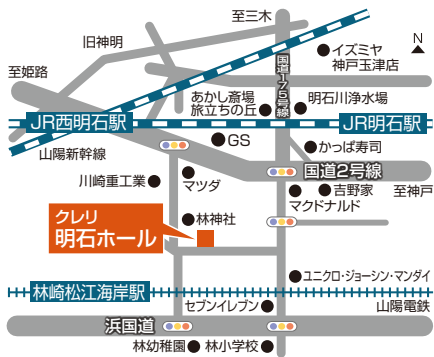 至三木
旧神明
N
イズミヤ
神戸玉津店
至姫路
国道175号線
あかし斎場
旅立ちの丘
明石川浄水場
JR西明石駅
JR明石駅
GS
かっぱ寿司
山陽新幹線
国道2号線
川崎重工業
マツダ
吉野家
至神戸
マクドナルド
クレリ
明石ホール
林神社
ユニクロ・ジョーシン・マンダイ
林崎松江海岸駅
セブンイレブン
山陽電鉄
浜国道
林幼稚園
林小学校